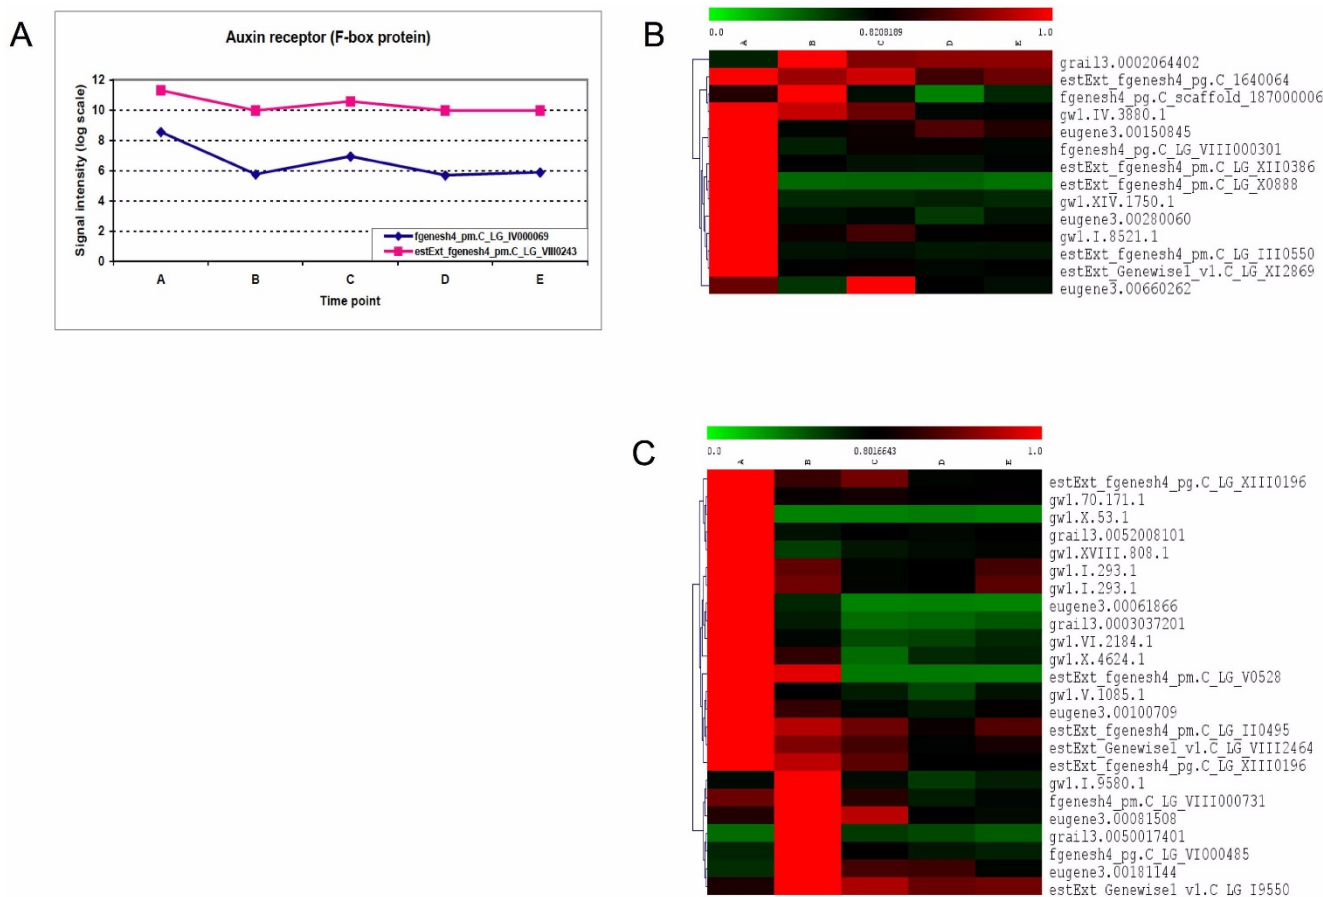 A
Auxin receptor (F-box protein)
Signal intensity (log scale)
12
10
8
6
4
2
0
fgenesh4_pm.C_LG_IV000069
estExt_fgenesh4_pm.C_LG_VIII0243
A B C D E
Time point
B
0.0 0.8208189 1.0
A B C D E
grail3.0002064402
estExt_fgenesh4_pg.C_1640064
fgenesh4_pg.C_scaffold_187000006
gw1.IV.3880.1
eugene3.00150845
fgenesh4_pg.C_LG_VIII000301
estExt_fgenesh4_pm.C_LG_XII0386
estExt_fgenesh4_pm.C_LG_X0888
gw1.XIV.1750.1
eugene3.00280060
gw1.I.8521.1
estExt_fgenesh4_pm.C_LG_III0550
estExt_Genewise1_v1.C_LG_XI2869
eugene3.00660262
C
0.0 0.8016643 1.0
A B C D E
estExt_fgenesh4_pg.C_LG_XIII0196
gw1.70.171.1
gw1.X.53.1
grail3.0052008101
gw1.XVIII.808.1
gw1.I.293.1
gw1.I.293.1
eugene3.00061866
grail3.0003037201
gw1.VI.2184.1
gw1.X.4624.1
estExt_fgenesh4_pm.C_LG_V0528
gw1.V.1085.1
eugene3.00100709
estExt_fgenesh4_pm.C_LG_II0495
estExt_Genewise1_v1.C_LG_VIII2464
estExt_fgenesh4_pg.C_LG_XIII0196
gw1.I.9580.1
fgenesh4_pm.C_LG_VIII000731
eugene3.00081508
grail3.0050017401
fgenesh4_pg.C_LG_VI000485
eugene3.00181144
estExt_Genewise1_v1.C_LG_I9550